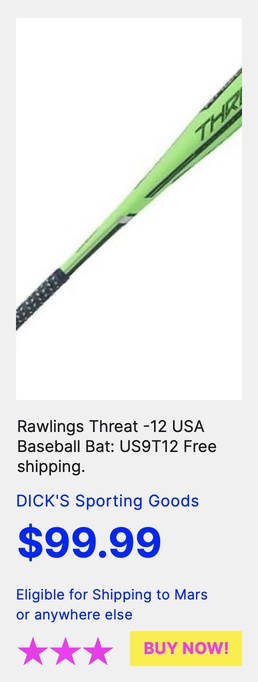 THR
Rawlings Threat -12 USA
Baseball Bat: US9T12 Free
shipping.
DICK'S Sporting Goods
$99.99
Eligible for Shipping to Mars
or anywhere else
BUY NOW!